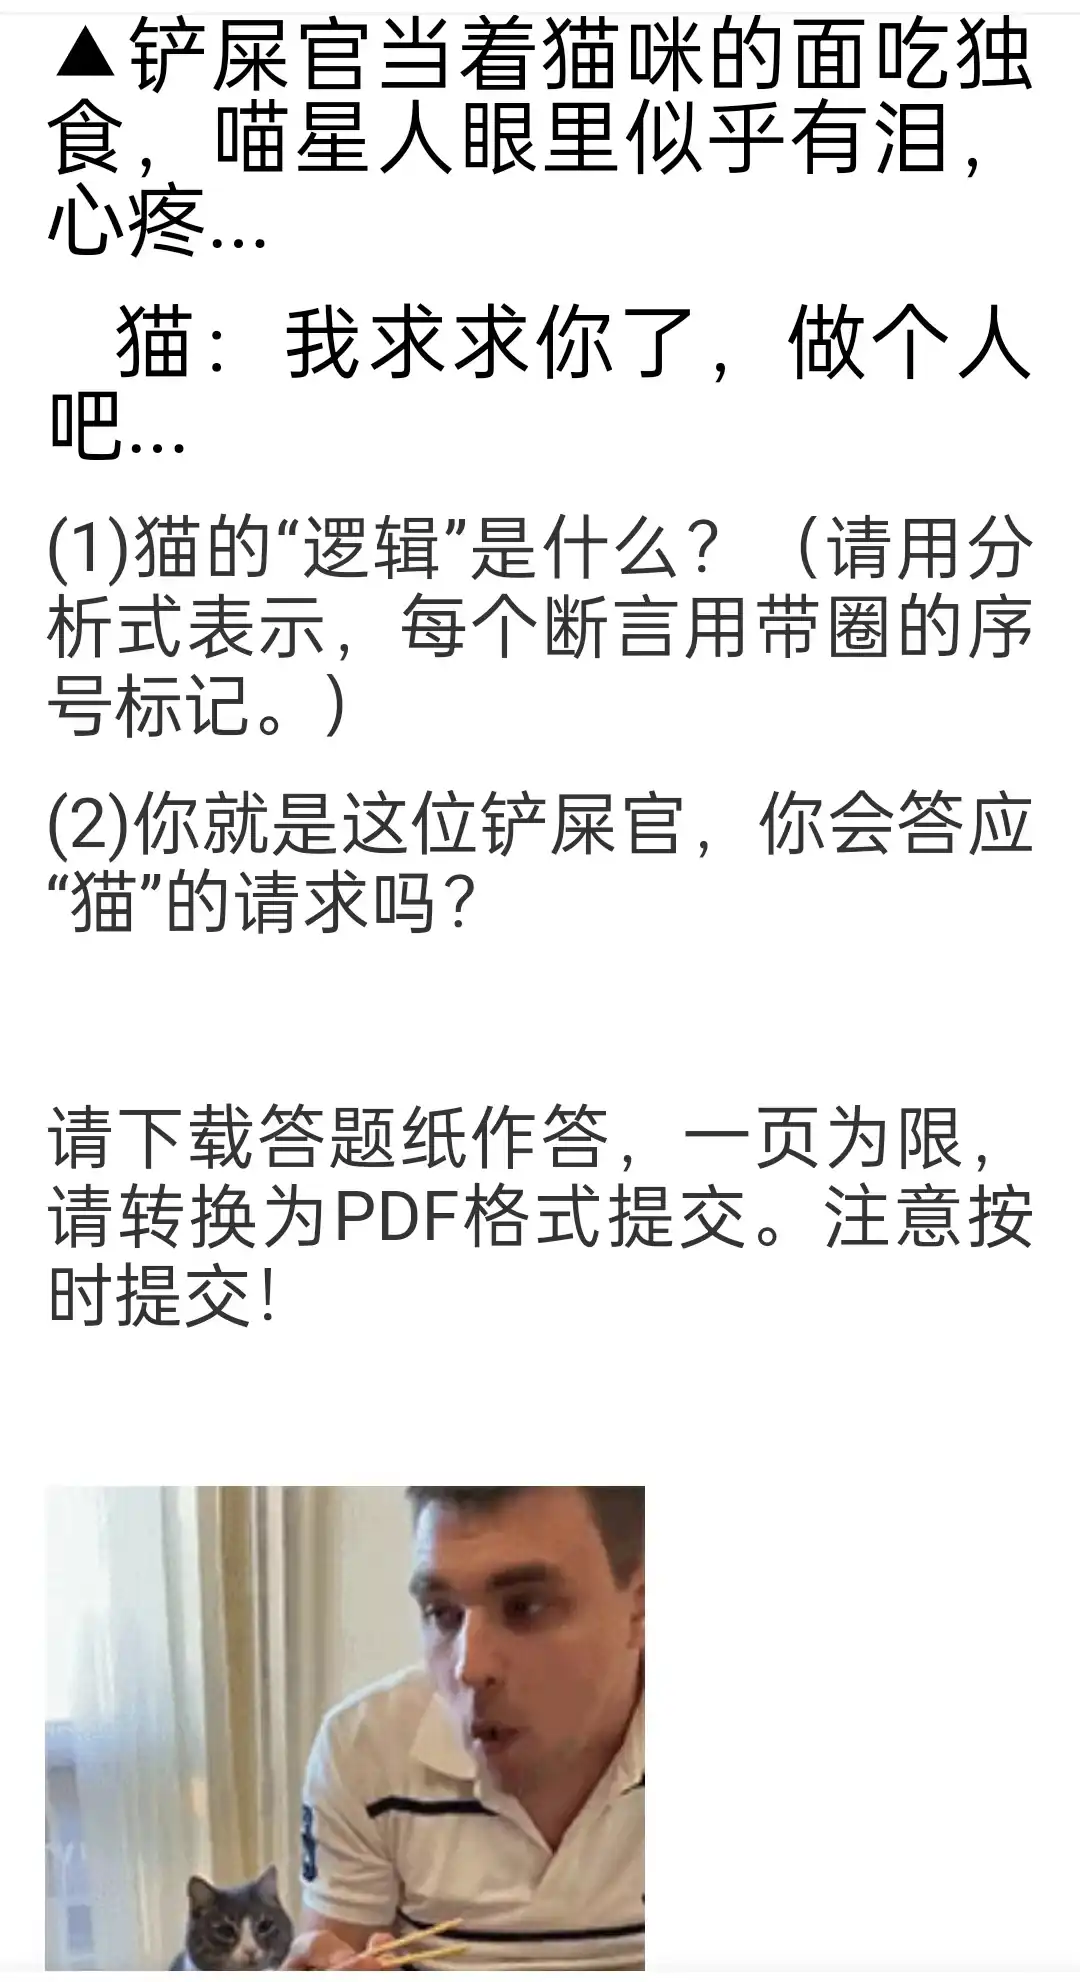 ▲铲屎官当着猫咪的面吃独
食，喵星人眼里似乎有泪，
心疼...
猫：我求求你了，做个人
吧...
(1)猫的“逻辑”是什么？（请用分
析式表示，每个断言用带圈的序
号标记。）
(2)你就是这位铲屎官，你会答应
“猫”的请求吗？
请下载答题纸作答，一页为限，
请转换为PDF格式提交。注意按
时提交！